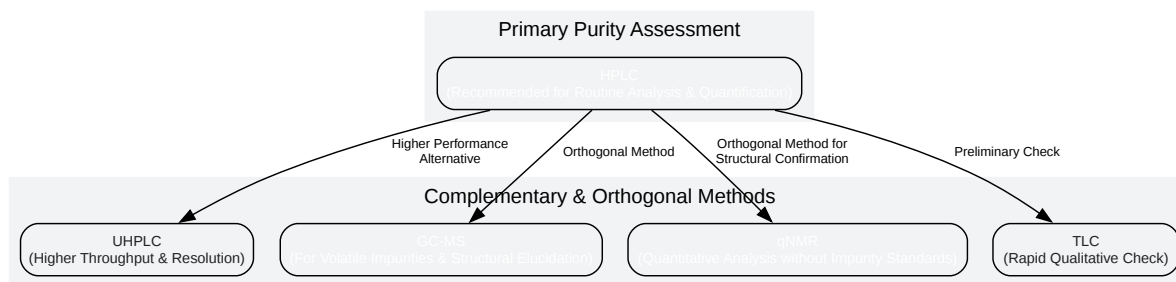 Primary Purity Assessment
HPLC
(Recommended for Routine Analysis & Quantification)
Higher Performance
Alternative
Orthogonal Method
Orthogonal Method for
Structural Confirmation
Preliminary Check
Complementary & Orthogonal Methods
UHPLC
(Higher Throughput & Resolution)
GC-MS
(For Volatile Impurities & Structural Elucidation)
qNMR
(Quantitative Analysis without Impurity Standards)
TLC
(Rapid Qualitative Check)